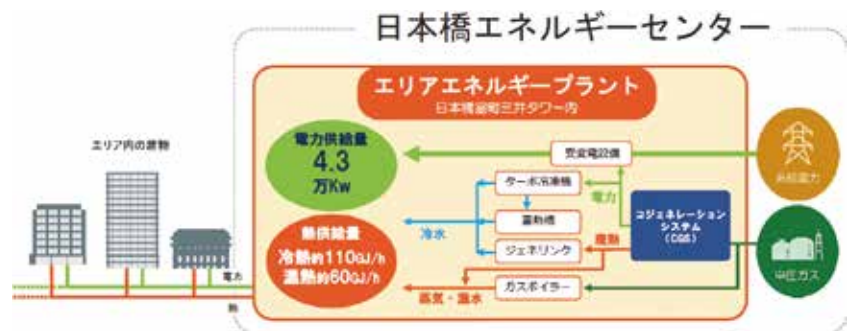 日本橋エネルギーセンター
エリアエネルギープラント
日本橋室町三井タワー内
エリア内の建物
電力供給量
4.3
万Kw
受変電設備
系統電力
ターボ冷凍機
電力
蓄熱槽
冷水
コジェネレーション
システム
(CGS)
熱供給量
冷熱約110GJ/h
温熱約60GJ/h
ジェネリンク
廃熱
中圧ガス
ガスボイラー
蒸気・温水
電力
熱